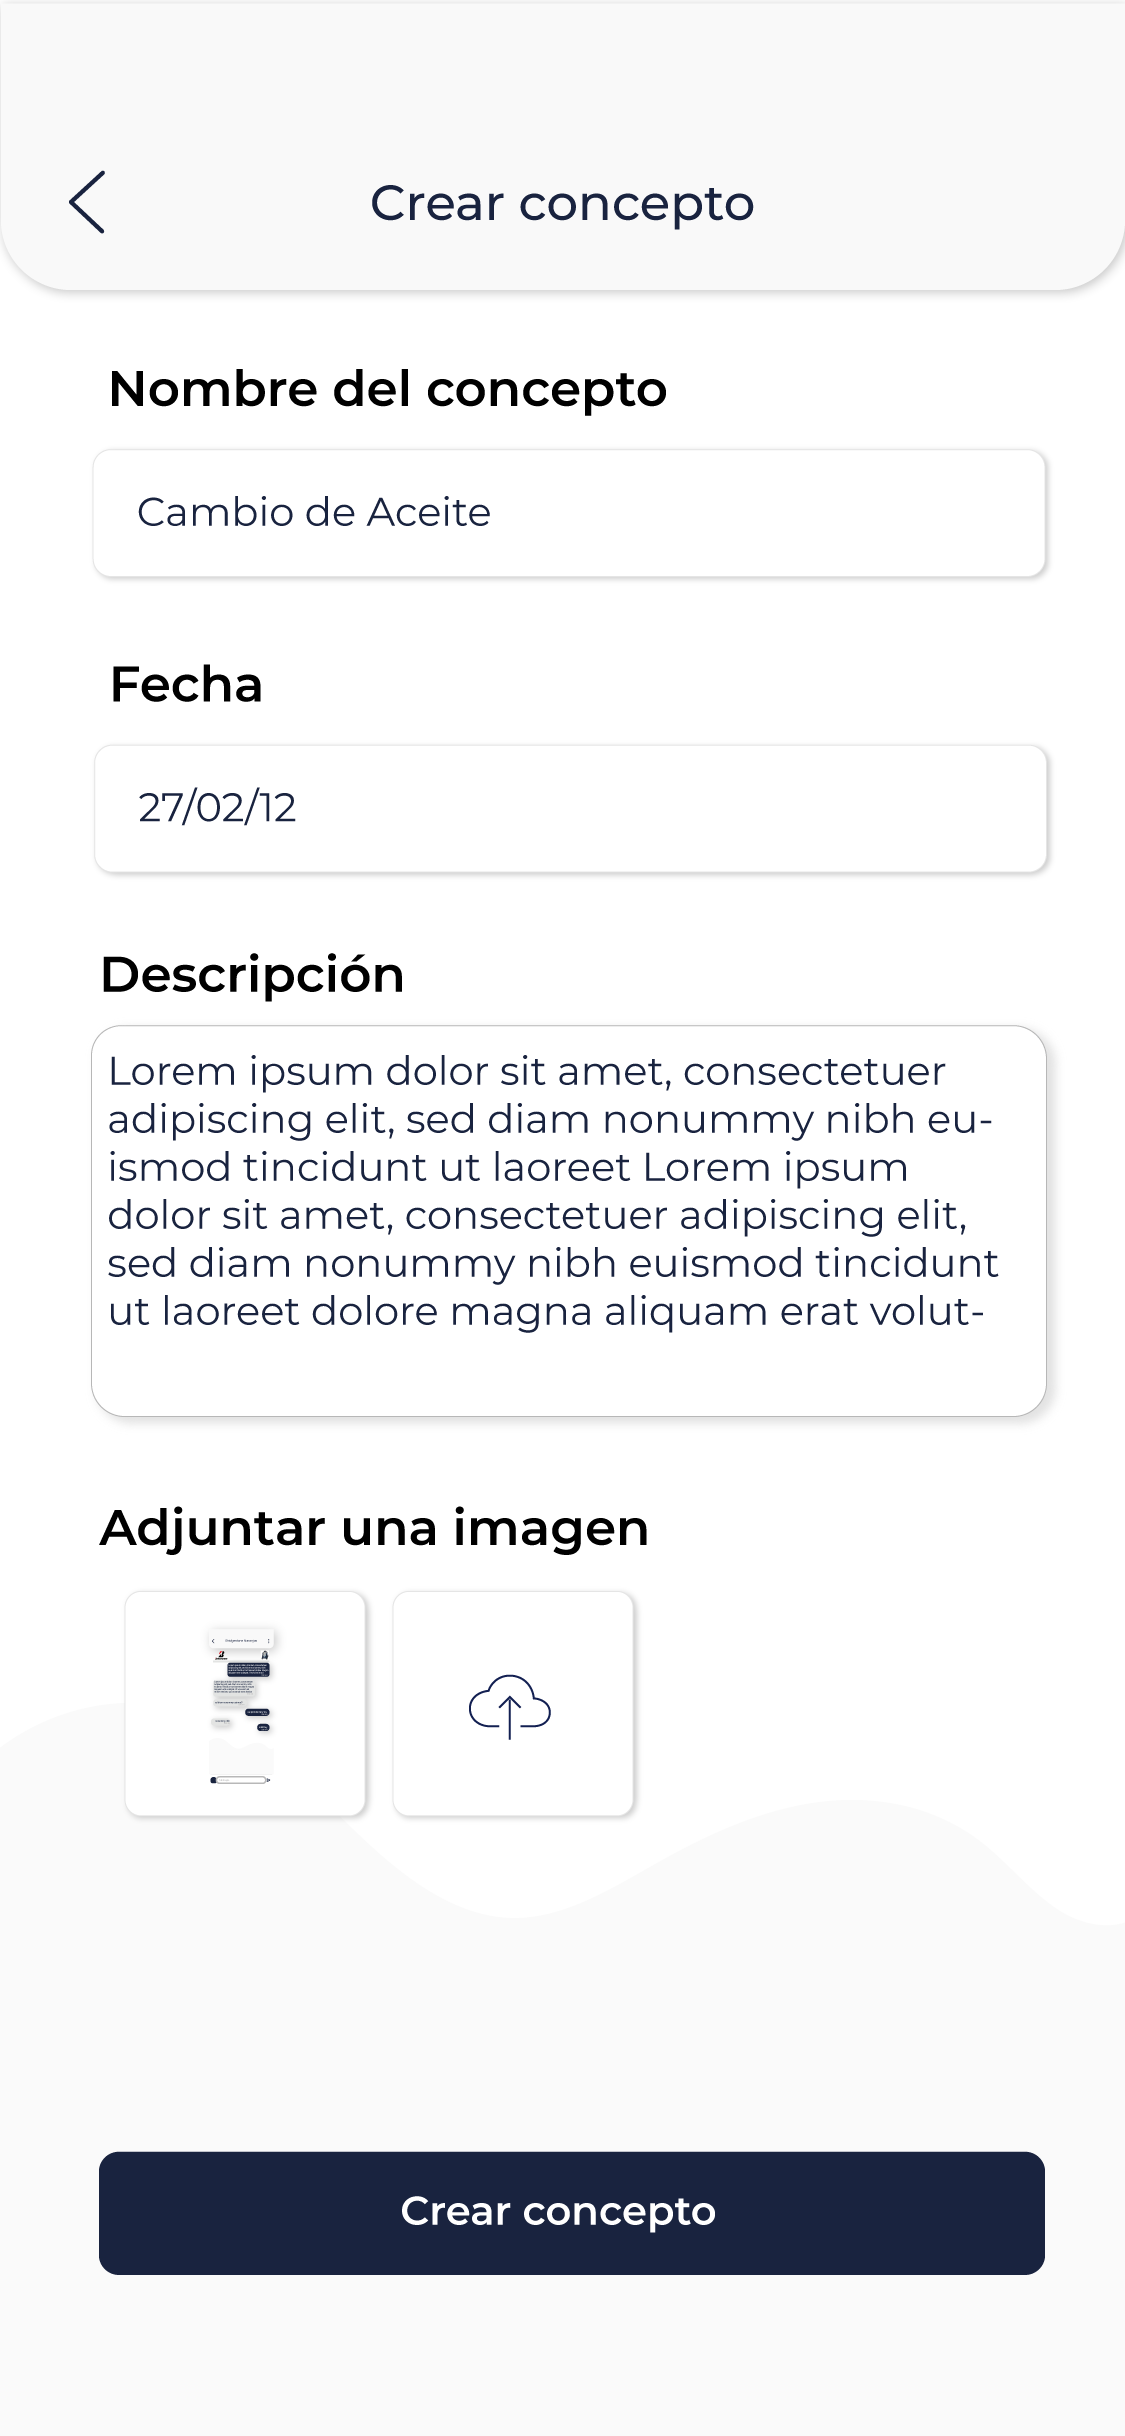 Crear concepto
Nombre del concepto
Cambio de Aceite
Fecha
27/02/12
Descripción
Lorem ipsum dolor sit amet, consectetuer
adipiscing elit, sed diam nonummy nibh eu-
ismod tincidunt ut laoreet Lorem ipsum
dolor sit amet, consectetuer adipiscing elit,
sed diam nonummy nibh euismod tincidunt
ut laoreet dolore magna aliquam erat volut-
Adjuntar una imagen
Crear concepto